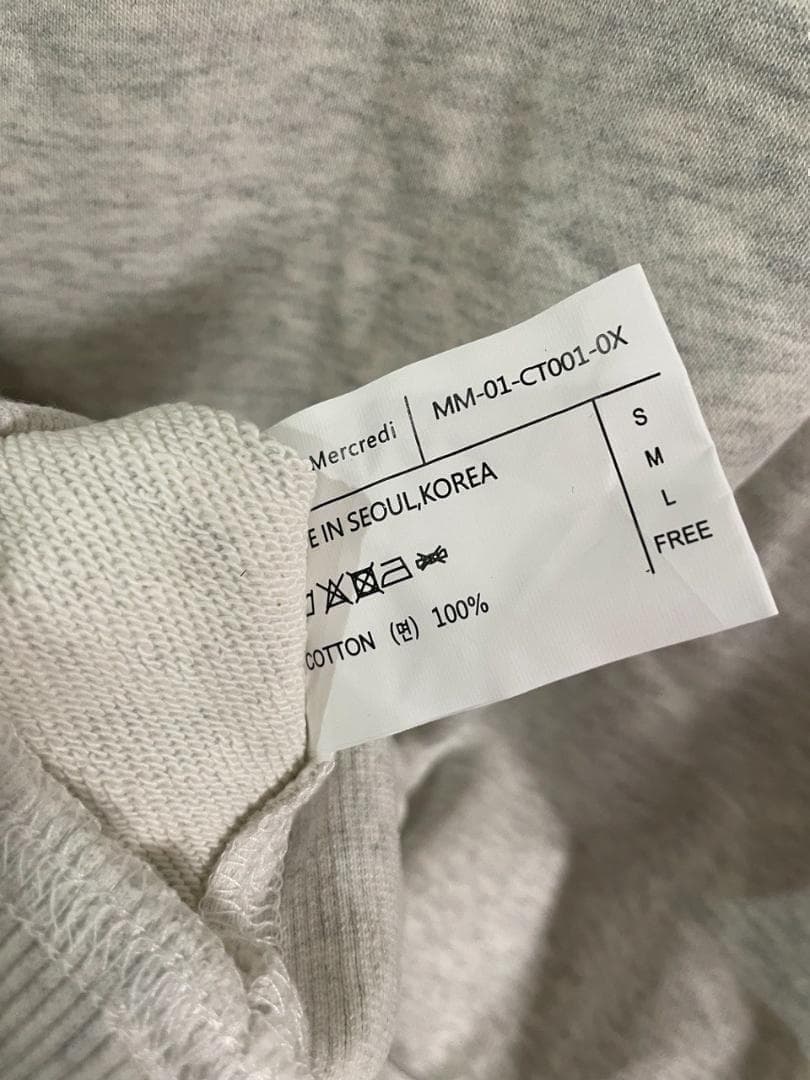 Mercredi
MM-01-CT001-0X
E IN SEOUL,KOREA
COTTON (면) 100%
S
M
L
FREE